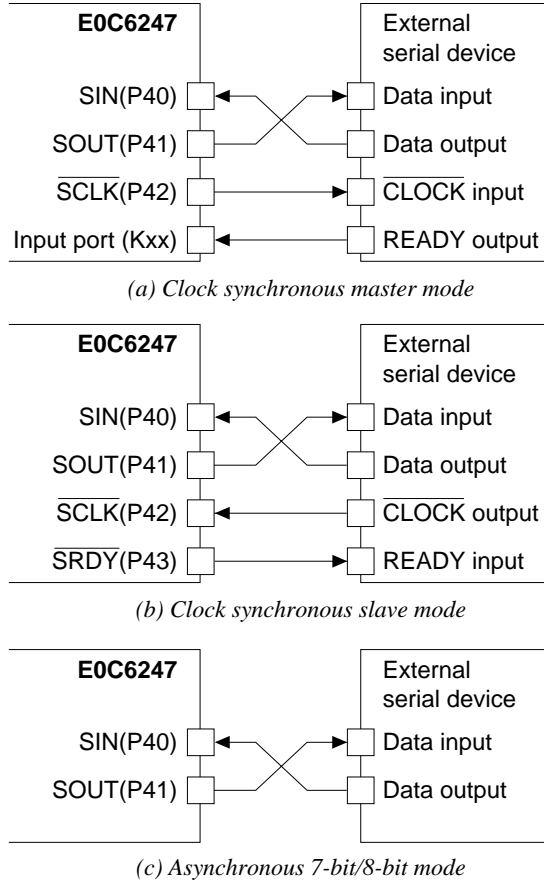 E0C6247 External
serial device
SIN(P40) Data input
SOUT(P41) Data output
SCLK(P42) CLOCK input
Input port (Kxx) READY output
(a) Clock synchronous master mode
E0C6247 External
serial device
SIN(P40) Data input
SOUT(P41) Data output
SCLK(P42) CLOCK output
SRDY(P43) READY input
(b) Clock synchronous slave mode
E0C6247 External
serial device
SIN(P40) Data input
SOUT(P41) Data output
(c) Asynchronous 7-bit/8-bit mode